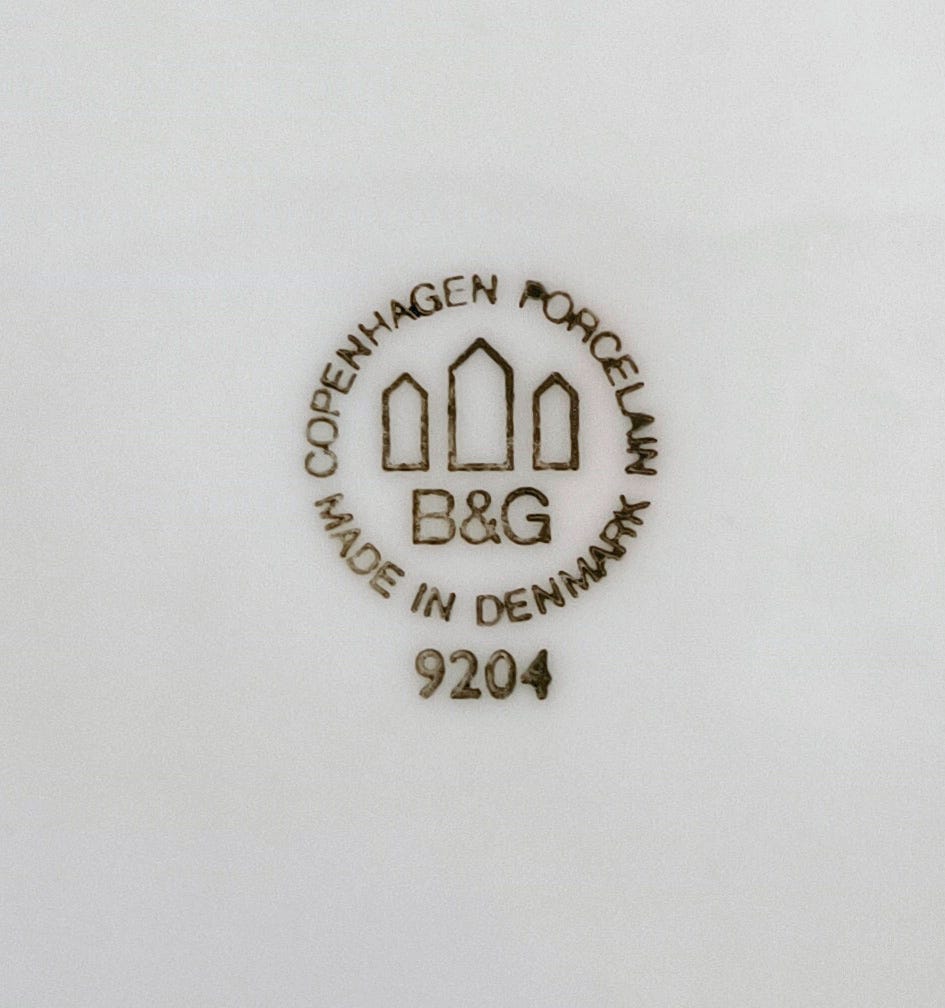 COPENHAGEN PORCELAIN
B&G
MADE IN DENMARK
9204